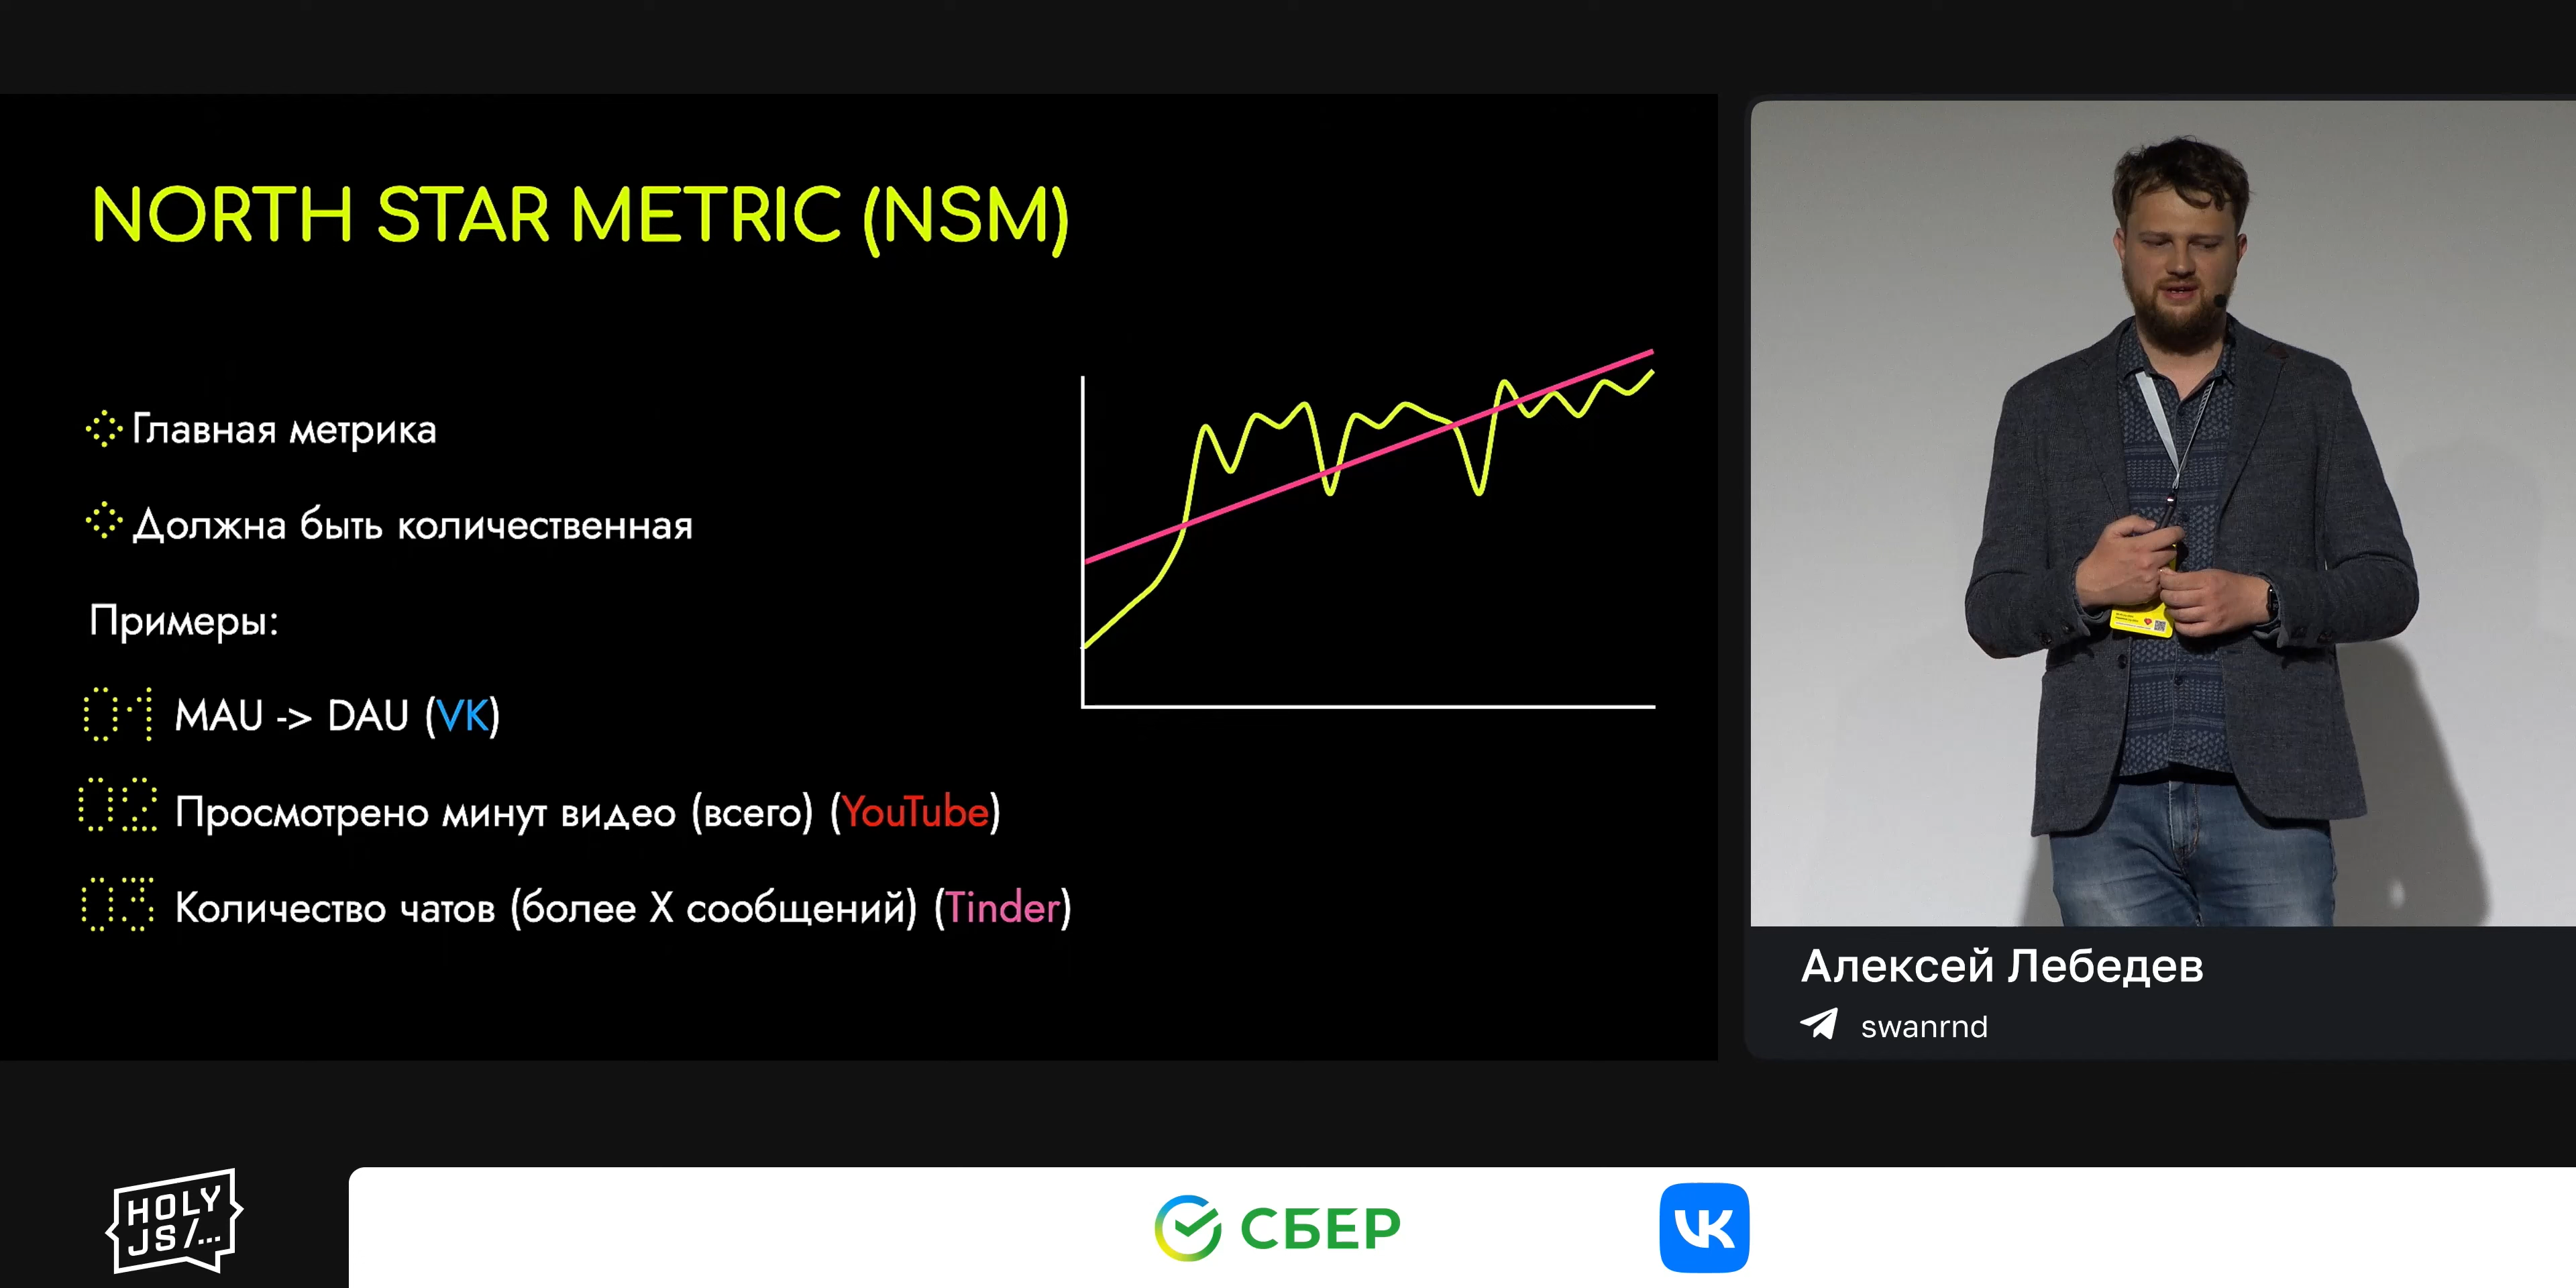 NORTH STAR METRIC (NSM)
Главная метрика
Должна быть количественная
Примеры:
01 MAU -> DAU (VK)
02 Просмотрено минут видео (всего) (YouTube)
03 Количество чатов (более X сообщений) (Tinder)
Алексей Лебедев
swanrnd
HOLY
JS/...
СБЕР
VK